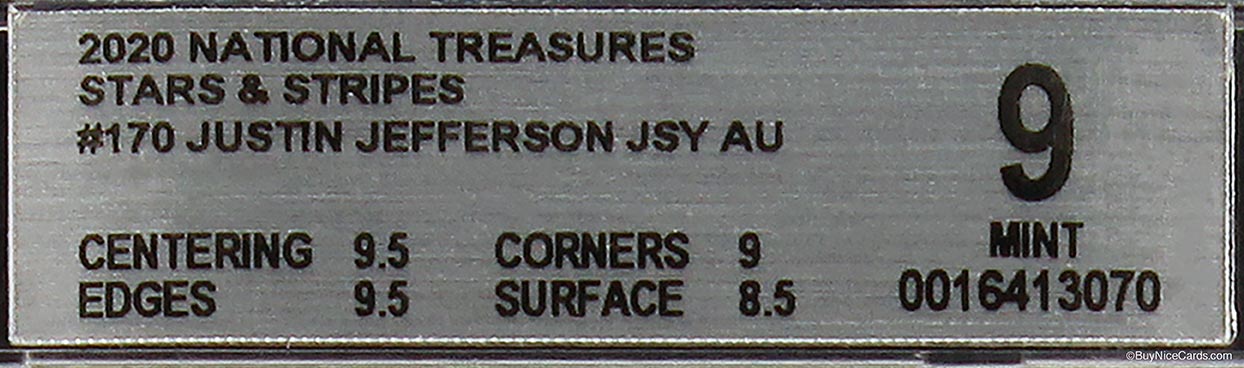 2020 NATIONAL TREASURES
STARS & STRIPES
#170 JUSTIN JEFFERSON JSY AU
9
MINT
0016413070
CENTERING 9.5 CORNERS 9
EDGES 9.5 SURFACE 8.5
©BuyNiceCards.com